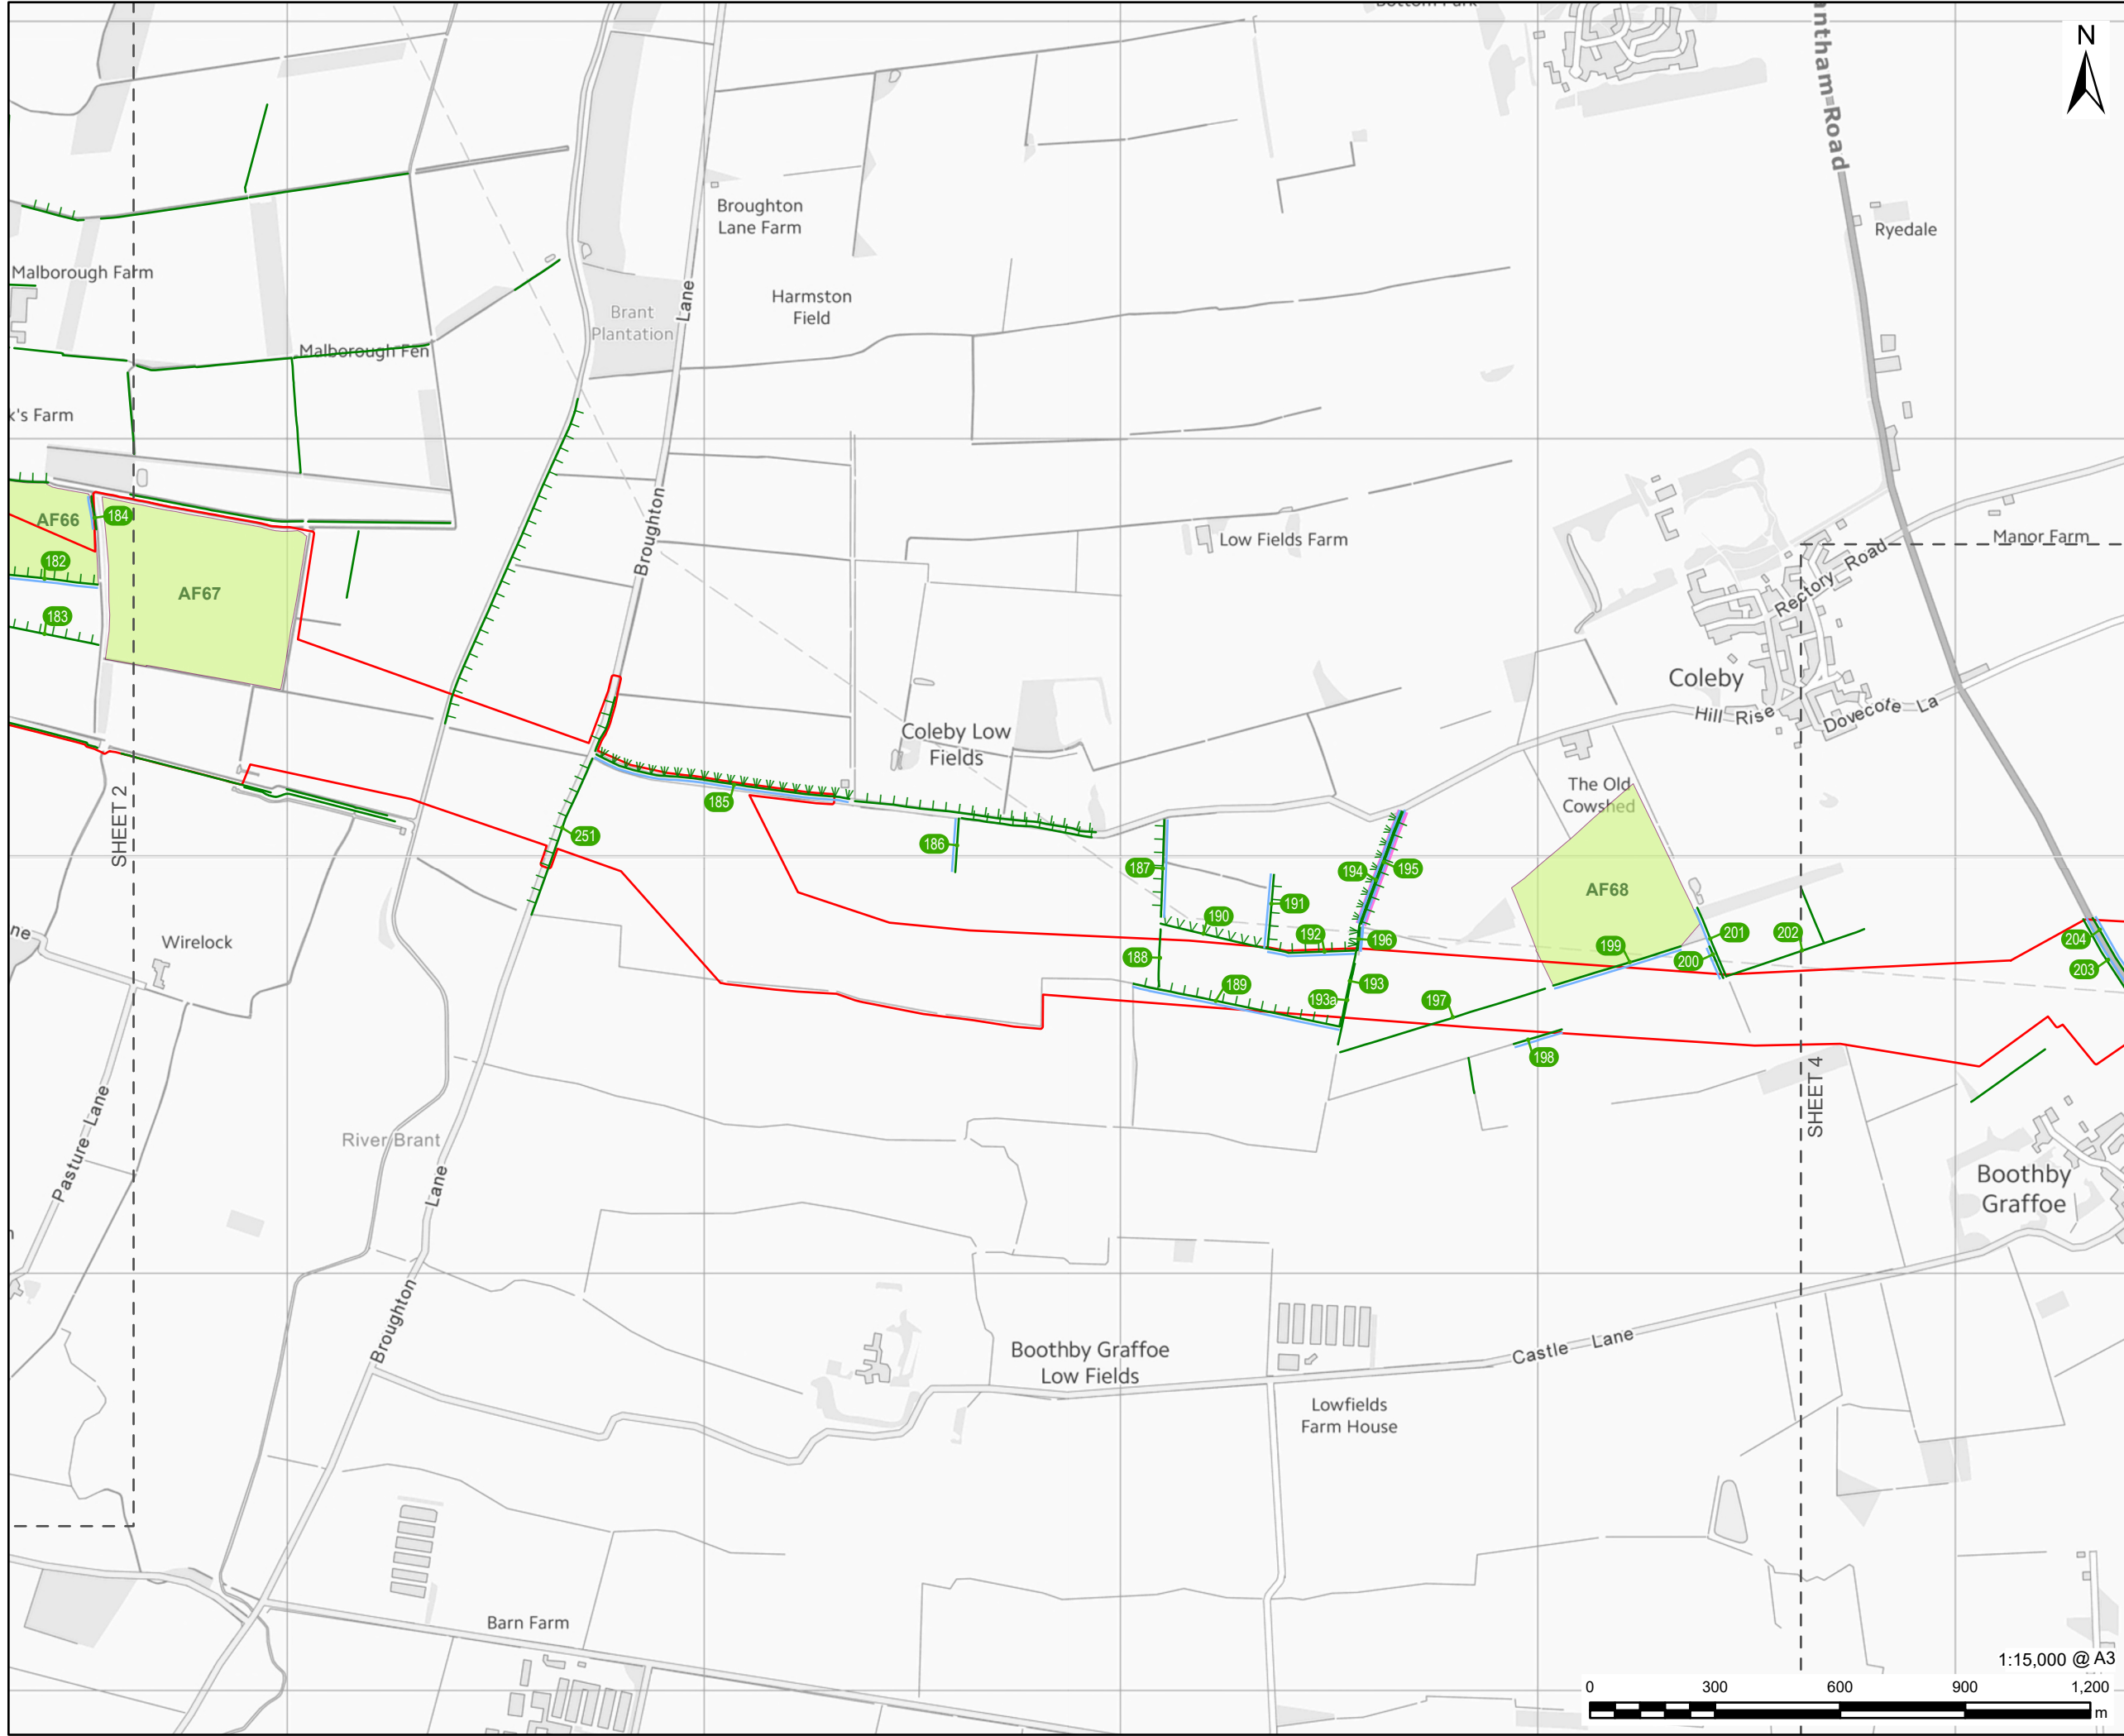 N
Grantham Road
Broughton
Lane Farm
Ryedale
Malborough Farm
Harmston
Field
Lane
Brant
Plantation
Malborough Fen
k's Farm
AF66
184
182
183
AF67
Broughton
Low Fields Farm
Manor Farm
Rectory Road
Coleby
Hill Rise
Dovecote La
Coleby Low
Fields
The Old
Cowshed
SHEET 2
185
251
186
187
194
195
AF68
191
190
192
196
199
201
202
200
204
203
ne
Wirelock
188
189
193
193a
197
198
SHEET 4
Pasture Lane
River Brant
Lane
Boothby
Graffoe
Broughton
Boothby Graffoe
Low Fields
Castle Lane
Lowfields
Farm House
Barn Farm
1:15,000 @ A3
0 300 600 900 1,200
m